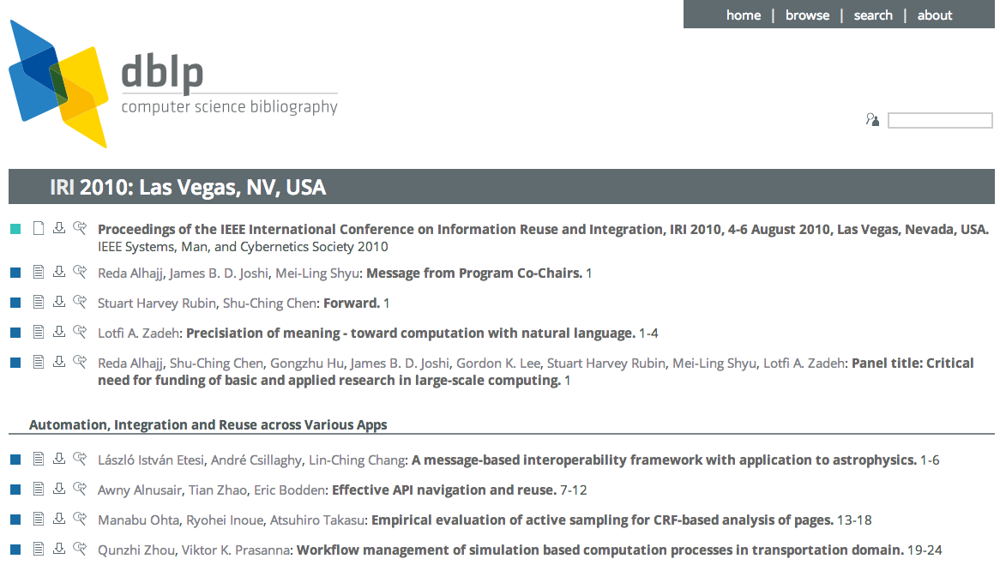 home | browse | search | about
dblp
computer science bibliography
IRI 2010: Las Vegas, NV, USA
Proceedings of the IEEE International Conference on Information Reuse and Integration, IRI 2010, 4-6 August 2010, Las Vegas, Nevada, USA.
IEEE Systems, Man, and Cybernetics Society 2010
Reda Alhajj, James B. D. Joshi, Mei-Ling Shyu: Message from Program Co-Chairs. 1
Stuart Harvey Rubin, Shu-Ching Chen: Forward. 1
Lotfi A. Zadeh: Precisiation of meaning - toward computation with natural language. 1-4
Reda Alhajj, Shu-Ching Chen, Gongzhu Hu, James B. D. Joshi, Gordon K. Lee, Stuart Harvey Rubin, Mei-Ling Shyu, Lotfi A. Zadeh: Panel title: Critical
need for funding of basic and applied research in large-scale computing. 1
Automation, Integration and Reuse across Various Apps
László István Etesi, André Csillaghy, Lin-Ching Chang: A message-based interoperability framework with application to astrophysics. 1-6
Awny Alnusair, Tian Zhao, Eric Bodden: Effective API navigation and reuse. 7-12
Manabu Ohta, Ryohei Inoue, Atsuhiro Takasu: Empirical evaluation of active sampling for CRF-based analysis of pages. 13-18
Qunzhi Zhou, Viktor K. Prasanna: Workflow management of simulation based computation processes in transportation domain. 19-24